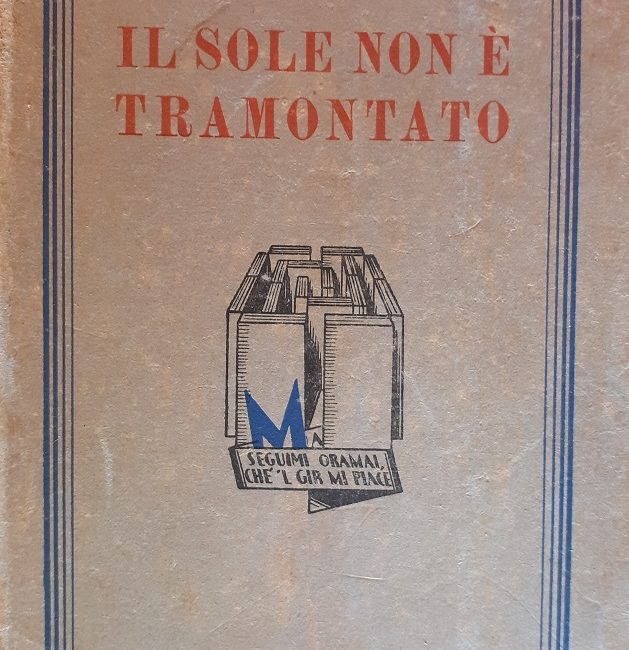 IL SOLE NON È
TRAMONTATO
M
A
SEGUIMI ORAMAI,
CHE 'L GIR MI PIACE